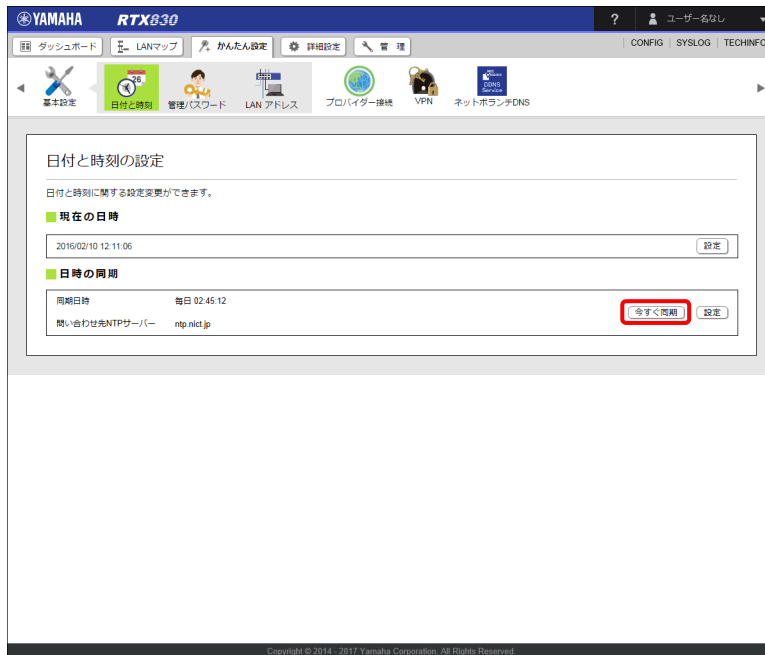 YAMAHA RTX830 ? ユーザー名なし
ダッシュボード LANマップ かんたん設定 詳細設定 管 理 CONFIG SYSLOG TECHINFO
基本設定 日付と時刻 管理パスワード LAN アドレス プロバイダー接続 VPN ネットボランチDNS
日付と時刻の設定
日付と時刻に関する設定変更ができます。
現在の日時
2016/02/10 12:11:06 設定
日時の同期
同期日時 毎日 02:45:12
今すぐ同期 設定
問い合わせ先NTPサーバー ntp.nict.jp
Copyright © 2014 - 2017 Yamaha Corporation. All Rights Reserved.